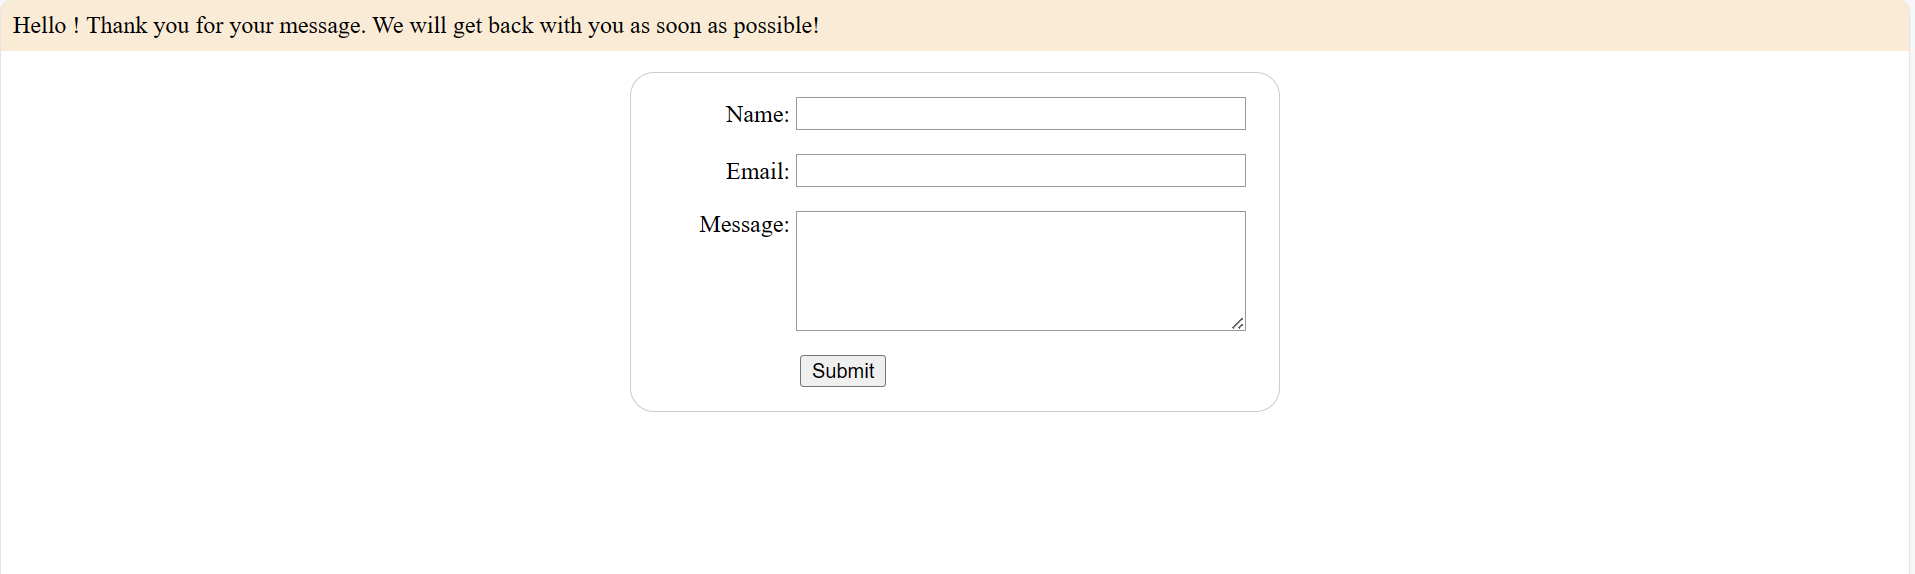 Hello ! Thank you for your message. We will get back with you as soon as possible!
Name:
Email:
Message:
Submit